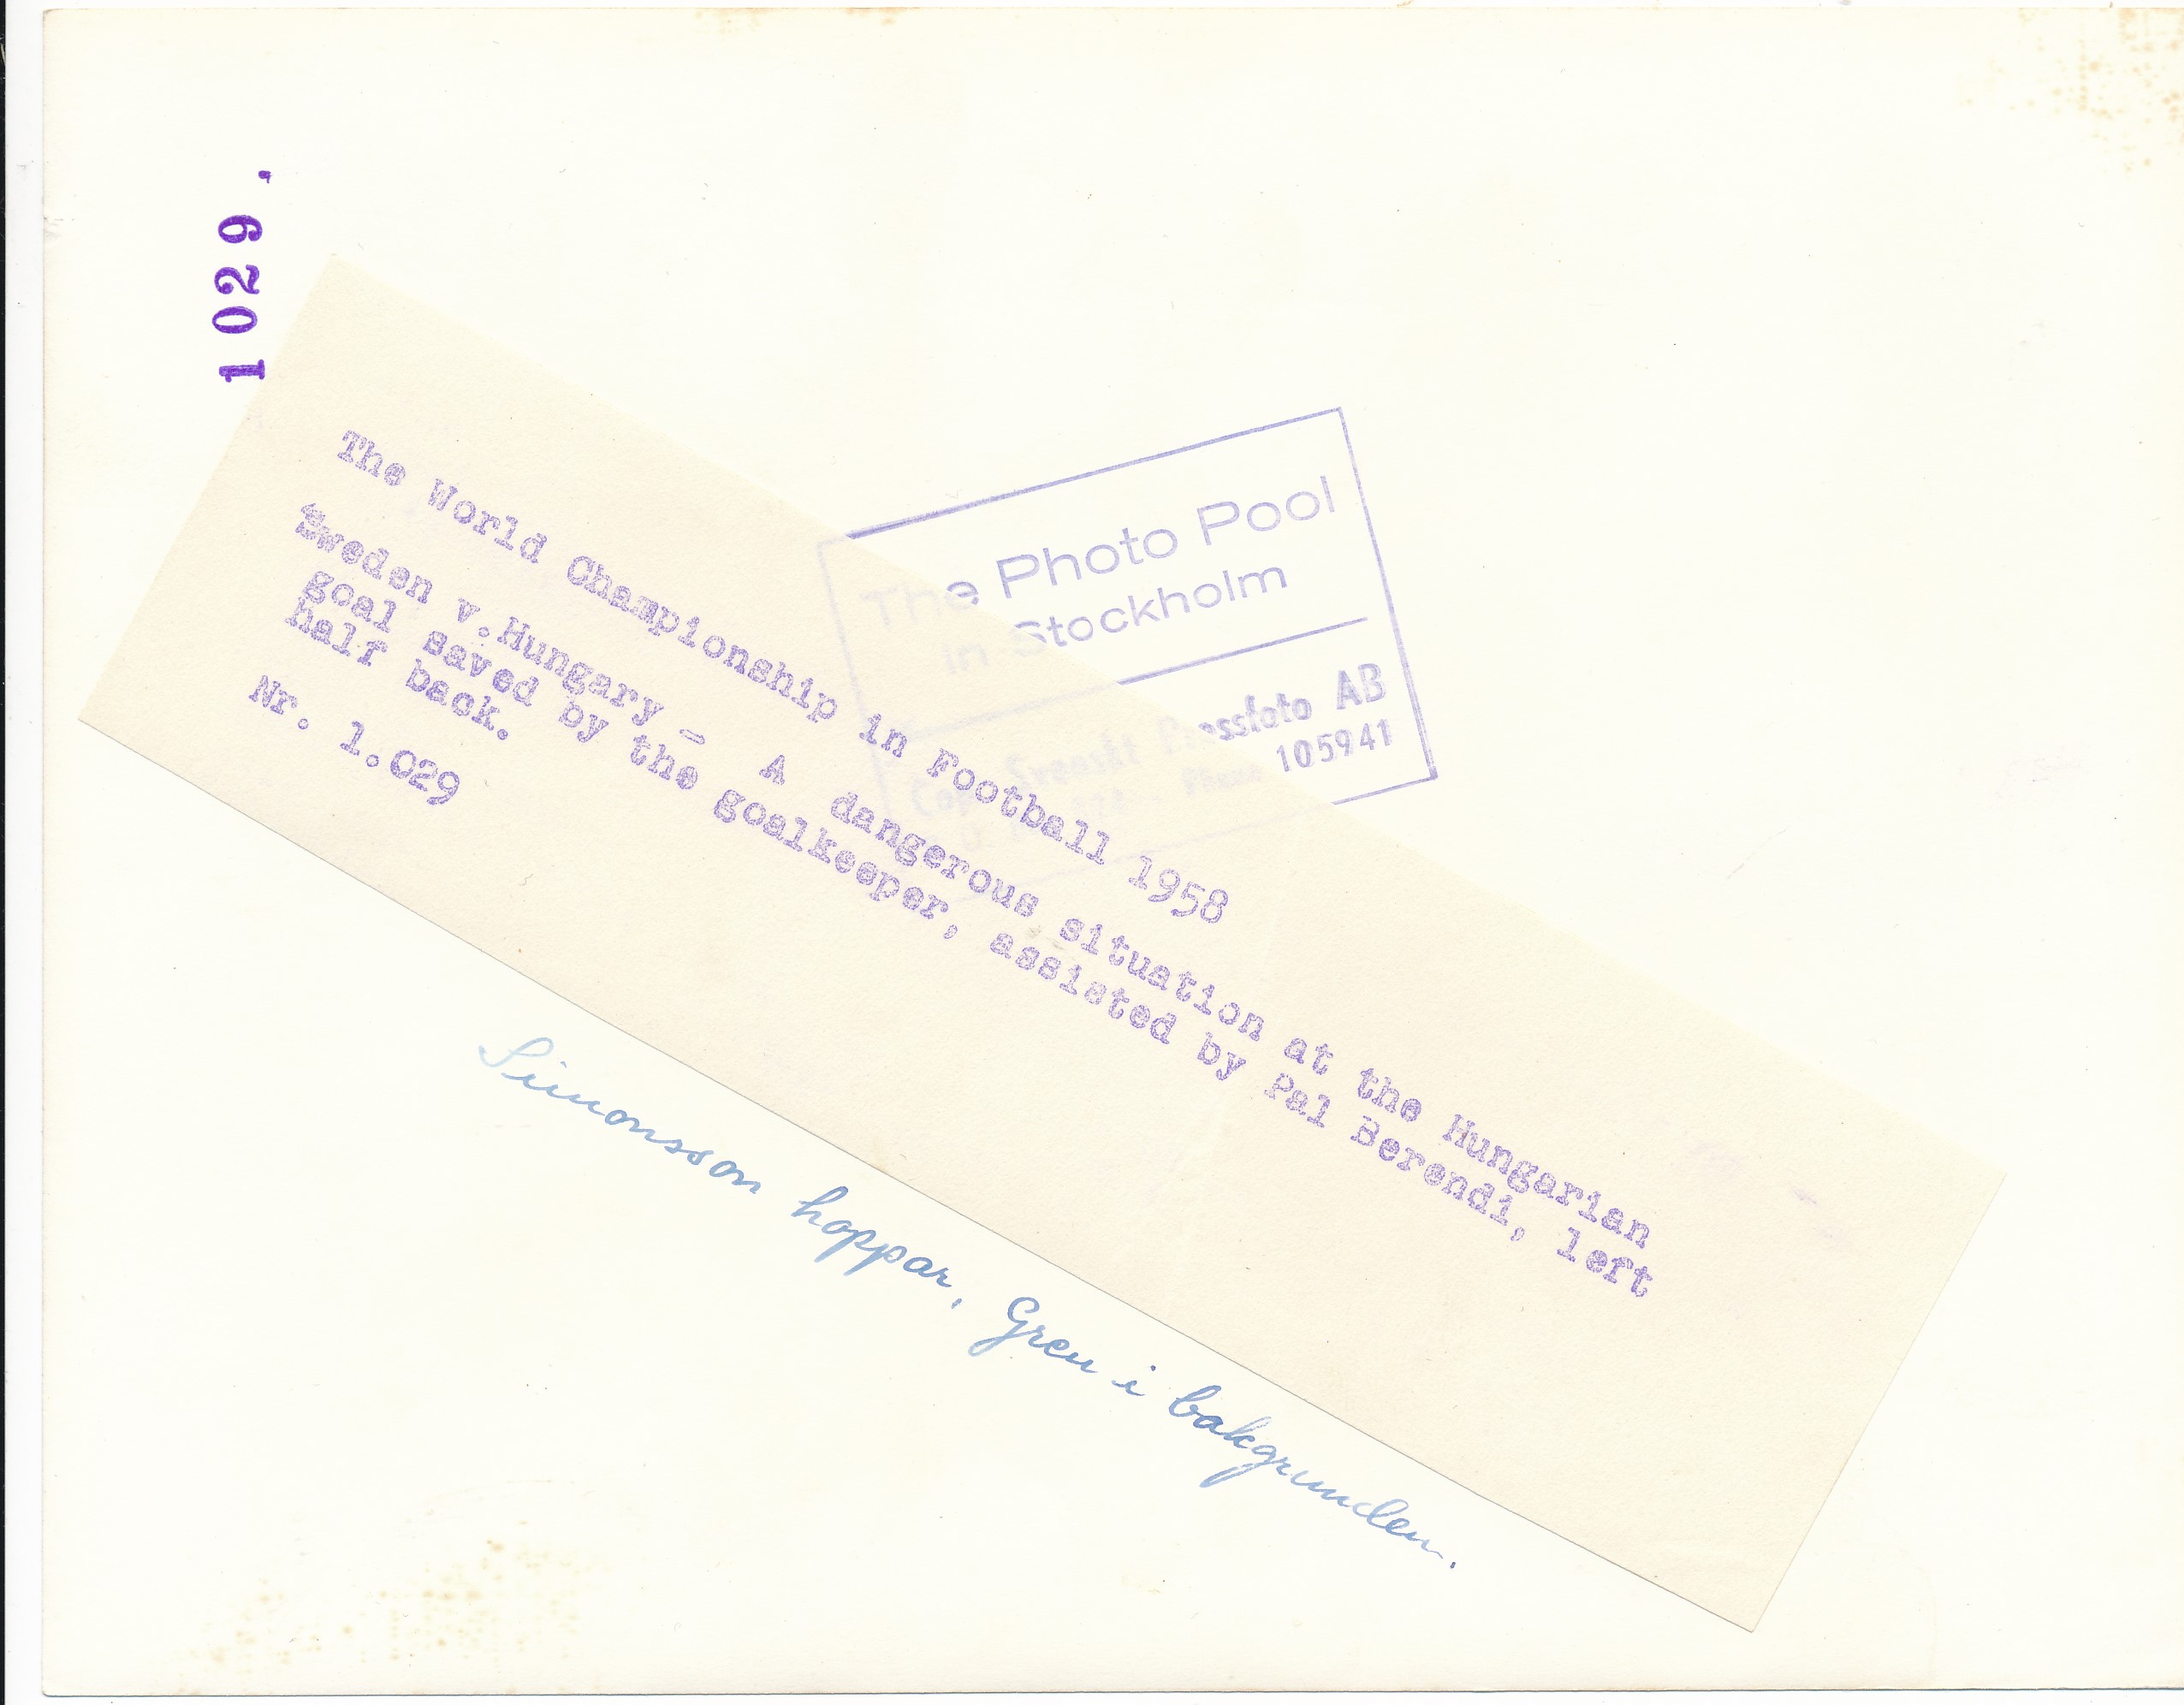 1029.
The Photo Pool
in Stockholm
Svenskt Pressfoto AB
105941
The World Championship in Football 1958
Sweden v.Hungary - A dangerous situation at the Hungarian
goal saved by the goalkeeper, assisted by Pal Berendi, left
half back.
Nr. 1.029
Simonsson hoppar, Gren i bakgrunden.